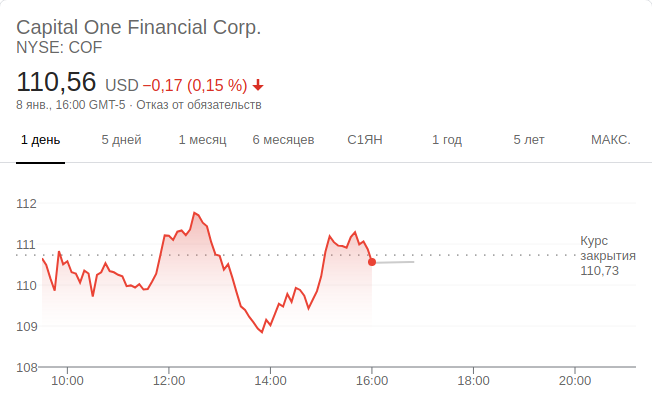 Capital One Financial Corp.
NYSE: COF
110,56 USD −0,17 (0,15 %)
8 янв., 16:00 GMT-5 · Отказ от обязательств
1 день 5 дней 1 месяц 6 месяцев С1ЯН 1 год 5 лет МАКС.
112
111
110
109
108
Курс
закрытия
110,73
10:00 12:00 14:00 16:00 18:00 20:00